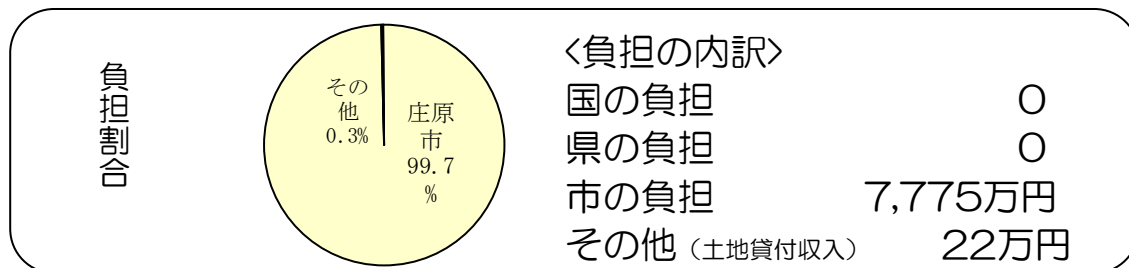 負担割合
その
他
0.3%
庄原
市
99.7
%
<負担の内訳>
国の負担 0
県の負担 0
市の負担 7,775万円
その他（土地貸付収入） 22万円